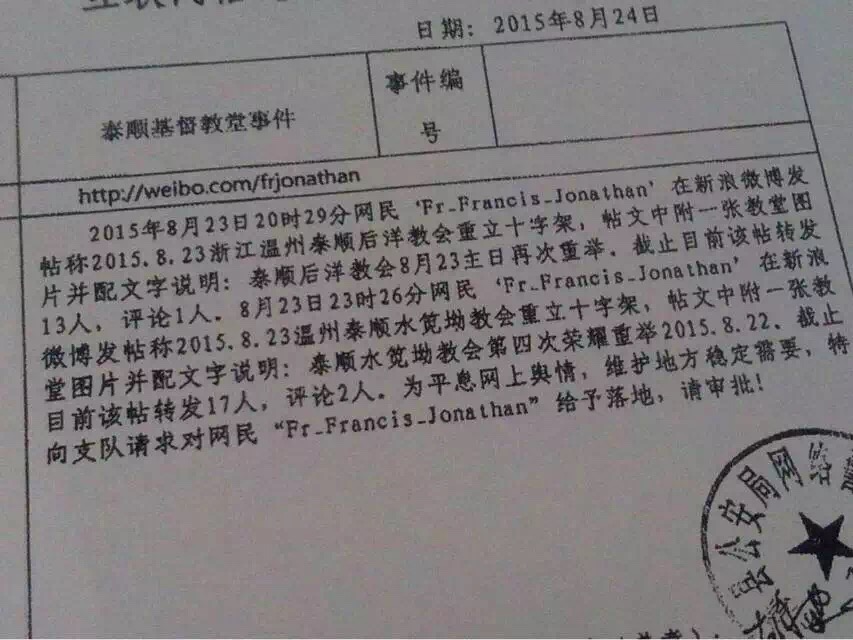 日期：2015年8月24日
事件编
泰顺基督教堂事件
号
http://weibo.com/frjonathan
2015年8月23日20时29分网民‘Fr_Francis_Jonathan’在新浪微博发
帖称2015.8.23浙江温州泰顺后洋教会重立十字架，帖文中附一张教堂图
片并配文字说明：泰顺后洋教会8月23主日再次重举。截止目前该帖转发
13人，评论1人。8月23日23时26分网民‘Fr_Francis_Jonathan’在新浪
微博发帖称2015.8.23温州泰顺水笕坳教会重立十字架，帖文中附一张教
堂图片并配文字说明：泰顺水笕坳教会第四次荣耀重举2015.8.22。截止
目前该帖转发17人，评论2人。为平息网上舆情，维护地方稳定需要，特
向支队请求对网民“Fr_Francis_Jonathan”给予落地，请审批！
县公安局网络警